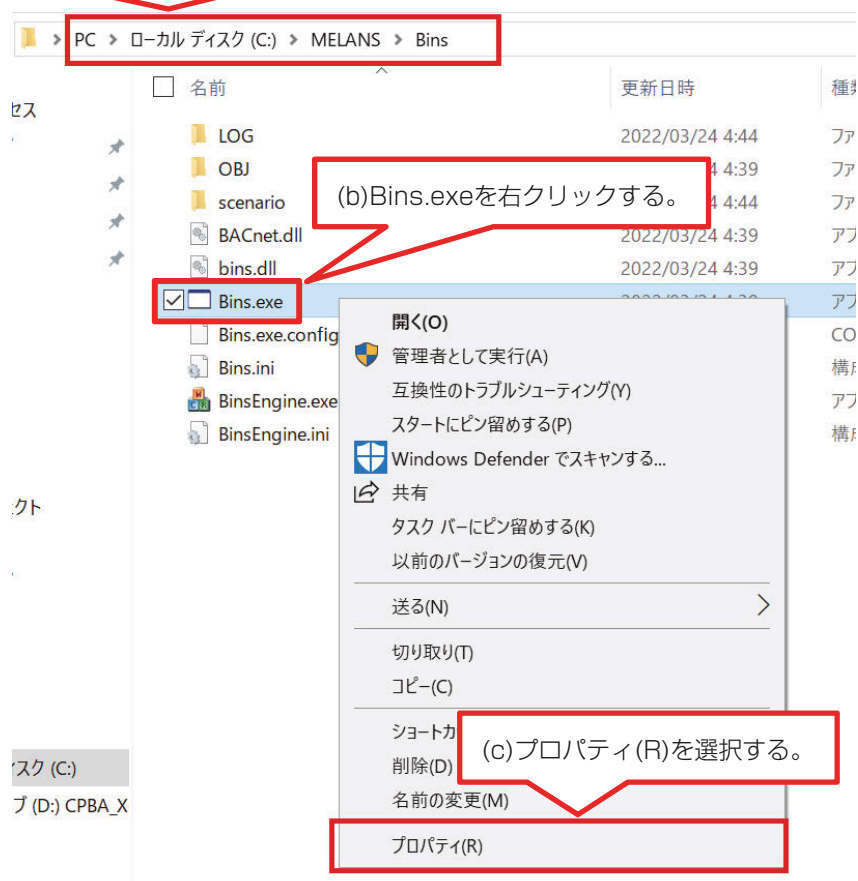 PC > ローカル ディスク (C:) > MELANS > Bins
名前
更新日時
セス
LOG
2022/03/24 4:44
OBJ
4:39
scenario
4:44
BACnet.dll
2022/03/24 4:39
bins.dll
2022/03/24 4:39
Bins.exe
Bins.exe.config
CO
Bins.ini
BinsEngine.exe
BinsEngine.ini
(b)Bins.exeを右クリックする。
開く(O)
管理者として実行(A)
互換性のトラブルシューティング(Y)
スタートにピン留めする(P)
Windows Defender でスキャンする...
共有
タスク バーにピン留めする(K)
以前のバージョンの復元(V)
送る(N)
切り取り(T)
コピー(C)
ショートカ
削除(D)
名前の変更(M)
プロパティ(R)
(c)プロパティ(R)を選択する。
クト
スク (C:)
ブ (D:) CPBA_X